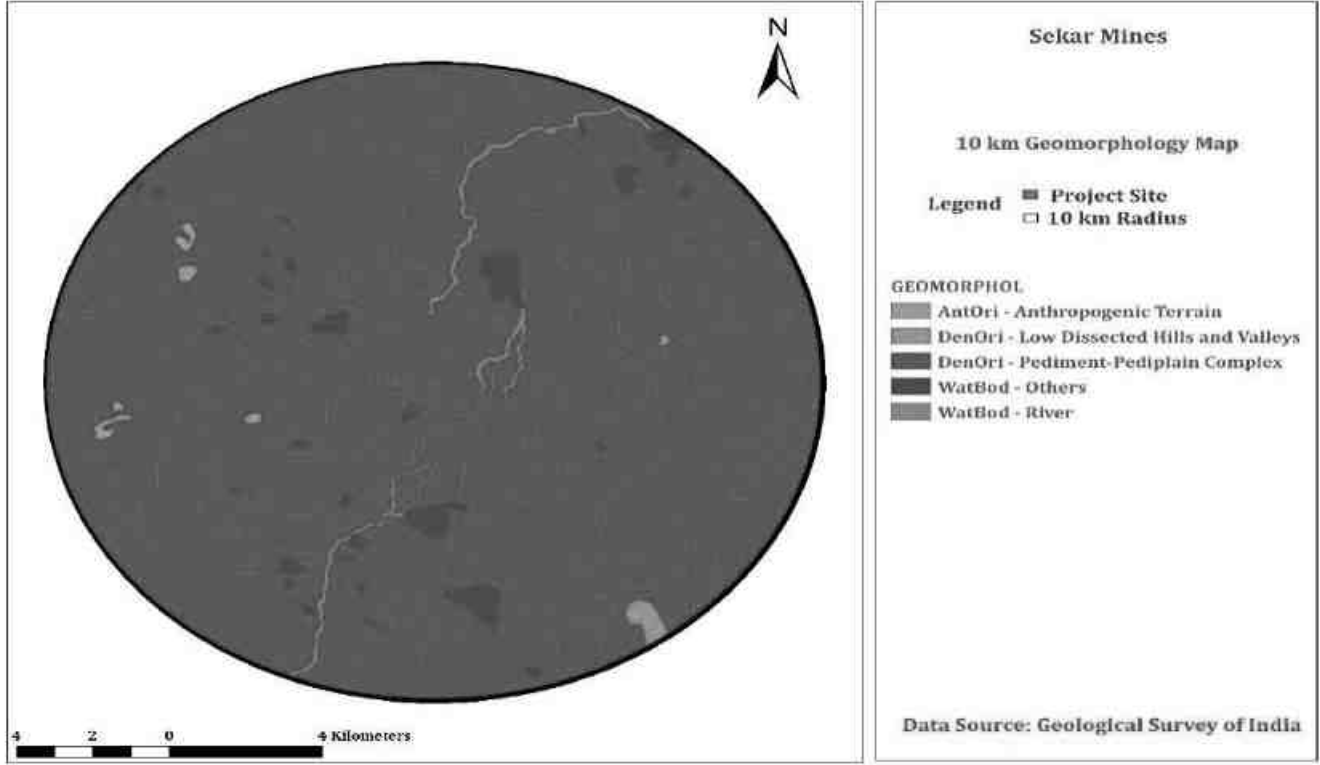 N
4 2 0 4 Kilometers
Sekar Mines
10 km Geomorphology Map
Legend Project Site
10 km Radius
GEOMORPHOL
AntOri - Anthropogenic Terrain
DenOri - Low Dissected Hills and Valleys
DenOri - Pediment-Pediplain Complex
WatBod - Others
WatBod - River
Data Source: Geological Survey of India